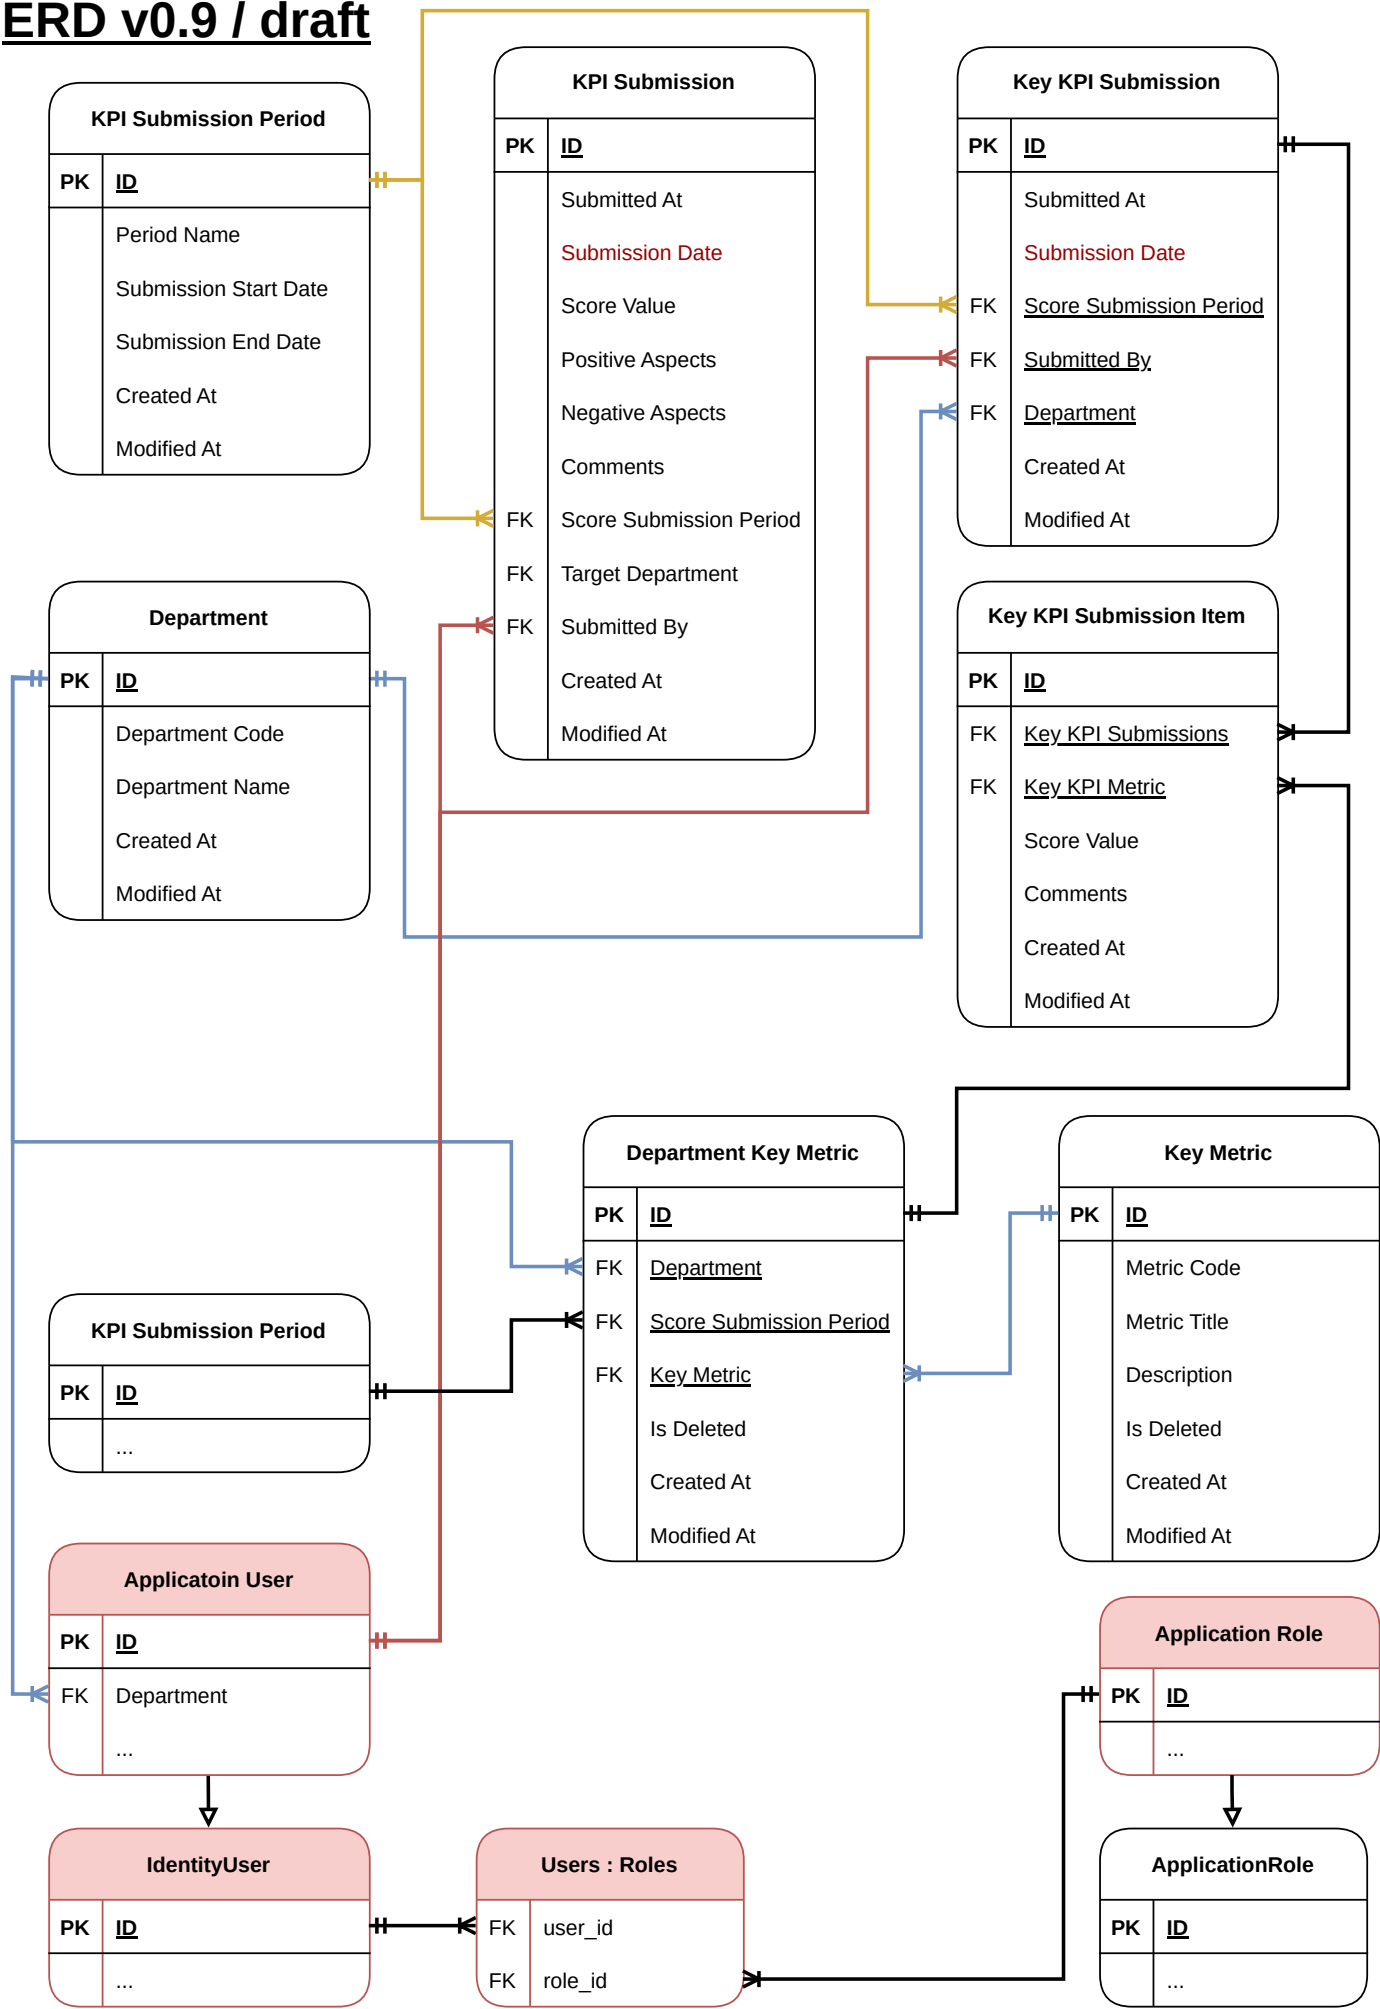 ERD v0.9 / draft
KPI Submission Period
PK ID
Period Name
Submission Start Date
Submission End Date
Created At
Modified At
KPI Submission
PK ID
Submitted At
Submission Date
Score Value
Positive Aspects
Negative Aspects
Comments
FK Score Submission Period
FK Target Department
FK Submitted By
Created At
Modified At
Key KPI Submission
PK ID
Submitted At
Submission Date
FK Score Submission Period
FK Submitted By
FK Department
Created At
Modified At
Department
PK ID
Department Code
Department Name
Created At
Modified At
Key KPI Submission Item
PK ID
FK Key KPI Submissions
FK Key KPI Metric
Score Value
Comments
Created At
Modified At
Department Key Metric
PK ID
FK Department
FK Score Submission Period
FK Key Metric
Is Deleted
Created At
Modified At
Key Metric
PK ID
Metric Code
Metric Title
Description
Is Deleted
Created At
Modified At
KPI Submission Period
PK ID
...
Applicatoin User
PK ID
FK Department
...
Application Role
PK ID
...
IdentityUser
PK ID
...
Users : Roles
FK user_id
FK role_id
ApplicationRole
PK ID
...